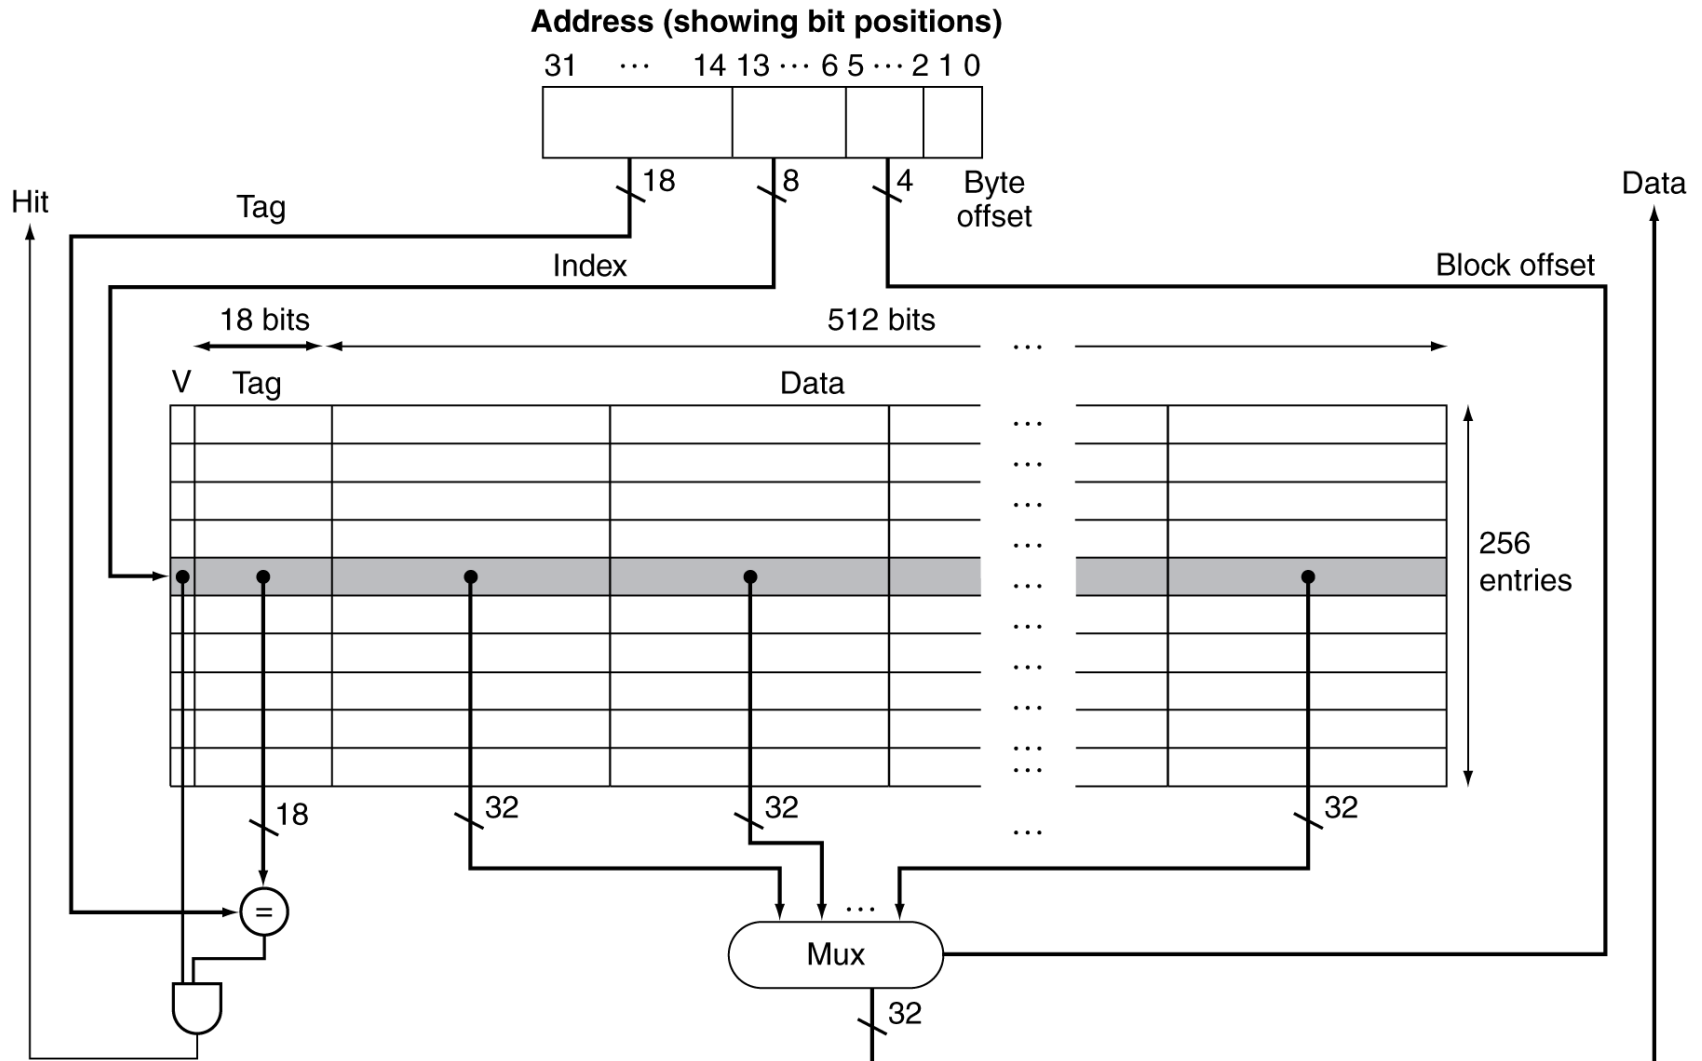 Address (showing bit positions)
31 ... 14 13 ... 6 5 ... 2 1 0
18 8 4 Byte
offset
Hit
Tag
Data
Index
Block offset
18 bits
512 bits
...
V Tag Data
...
...
...
...
...
...
...
...
...
...
256
entries
18
32
32
...
32
=
...
Mux
32